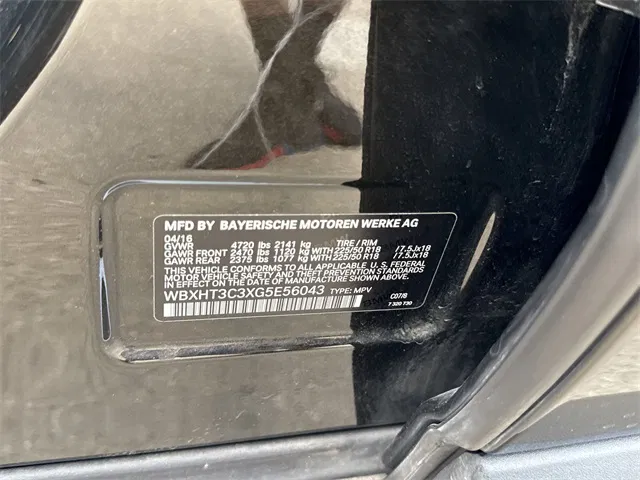 MFD BY BAYERISCHE MOTOREN WERKE AG
04/16
GVWR 4720 lbs 2141 kg TIRE / RIM
GAWR FRONT 2470 lbs 1120 kg WITH 225/50 R18 / 7.5Jx18
GAWR REAR 2375 lbs 1077 kg WITH 225/50 R18 / 7.5Jx18
THIS VEHICLE CONFORMS TO ALL APPLICABLE U. S. FEDERAL
MOTOR VEHICLE SAFETY AND THEFT PREVENTION STANDARDS IN
EFFECT ON THE DATE OF MANUFACTURE SHOWN ABOVE.
WBXHT3C3XG5E56043 TYPE: MPV
C07/6
7 320 730